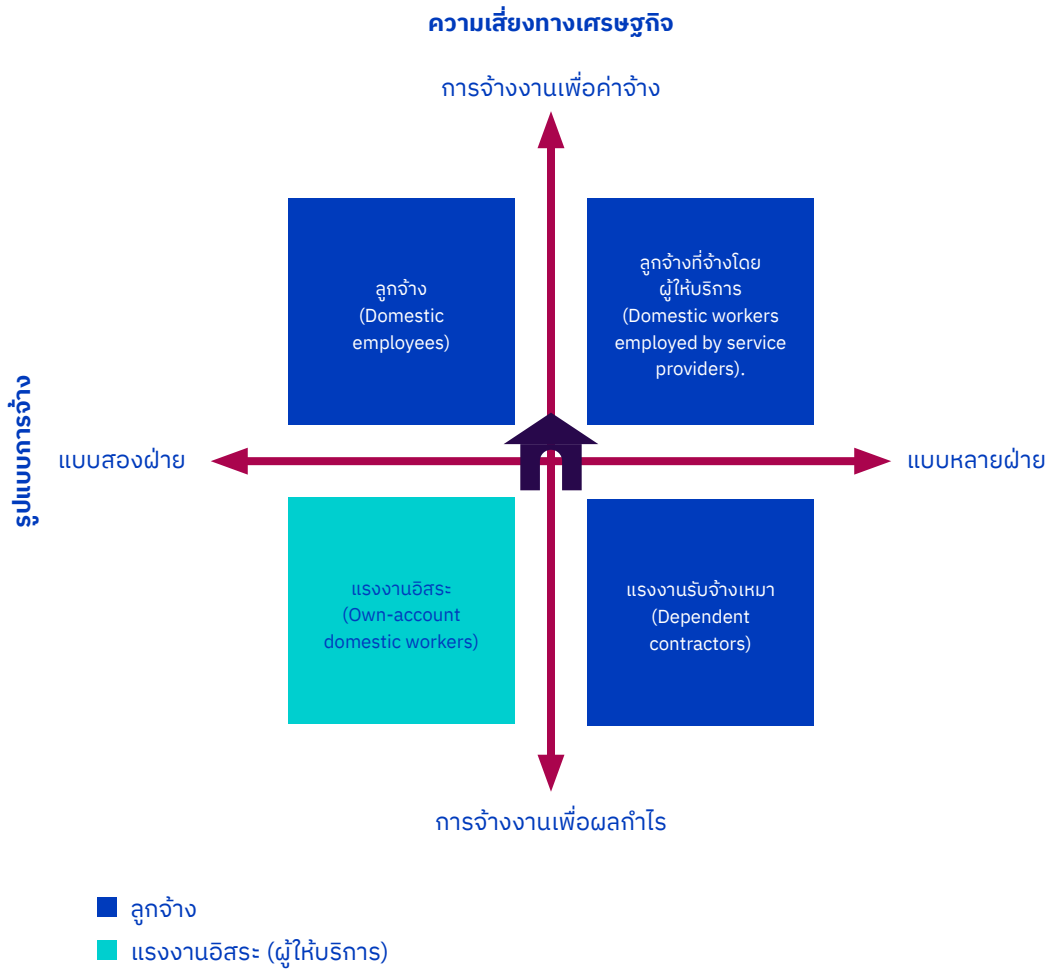 ความเสี่ยงทางเศรษฐกิจ
การจ้างงานเพื่อค่าจ้าง
ลูกจ้าง
(Domestic
employees)
ลูกจ้างที่จ้างโดย
ผู้ให้บริการ
(Domestic workers
employed by service
providers).
รูปแบบการจ้าง
แบบสองฝ่าย
แบบหลายฝ่าย
แรงงานอิสระ
(Own-account
domestic workers)
แรงงานรับจ้างเหมา
(Dependent
contractors)
การจ้างงานเพื่อผลกำไร
ลูกจ้าง
แรงงานอิสระ (ผู้ให้บริการ)